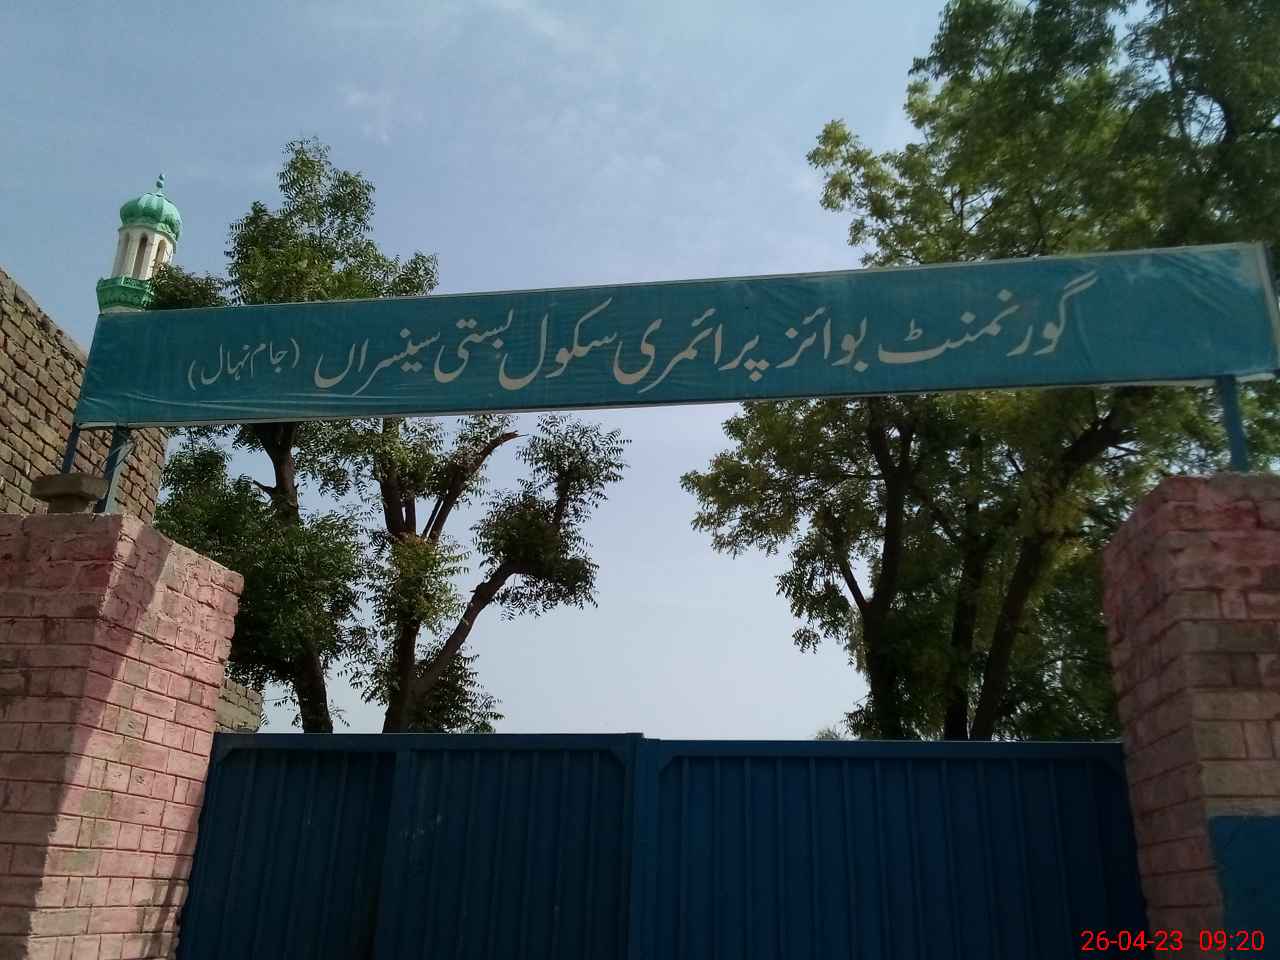 گورنمنٹ بوائز پرائمری سکول بستی سینسراں (جام نہال)
26-04-23 09:20